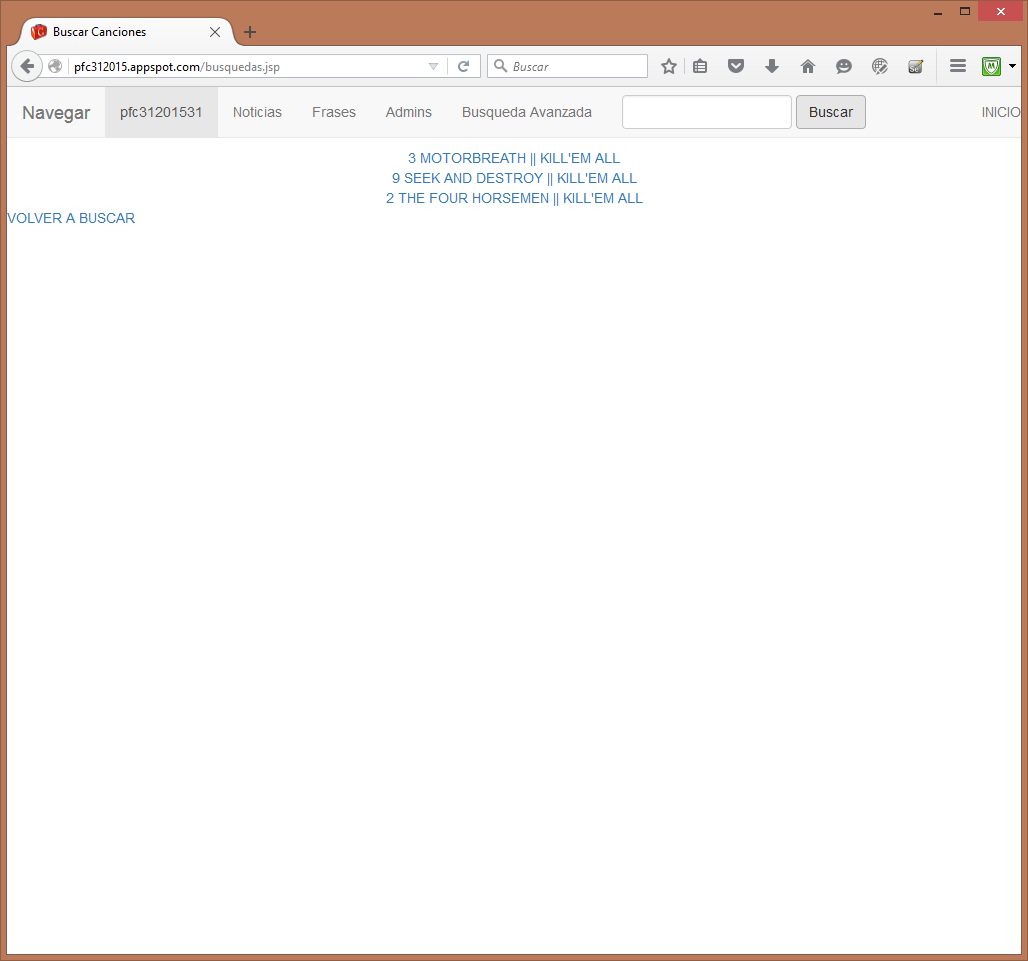 Buscar Canciones
pfc312015.appspot.com/busquedas.jsp
Buscar
Navegar pfc31201531 Noticias Frases Admins Busqueda Avanzada Buscar INICIO
3 MOTORBREATH || KILL'EM ALL
9 SEEK AND DESTROY || KILL'EM ALL
2 THE FOUR HORSEMEN || KILL'EM ALL
VOLVER A BUSCAR